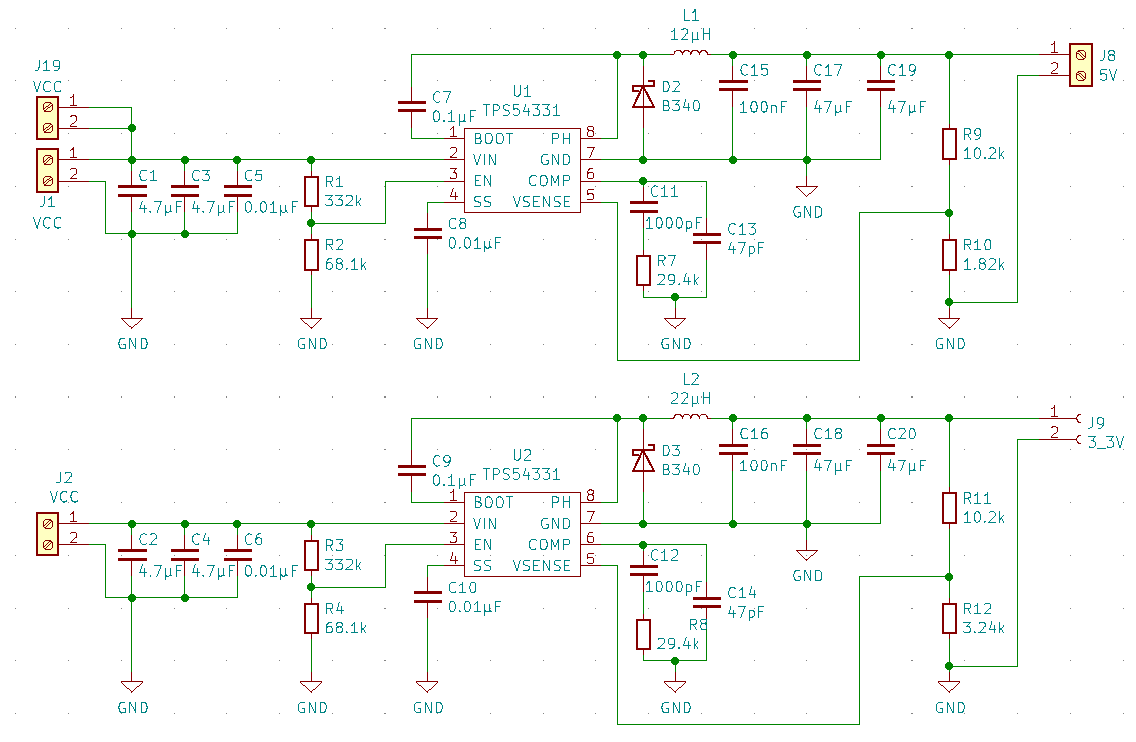 L1
12µH
J19
VCC
1
2
J1
VCC
1
2
C1
4.7µF
C3
4.7µF
C5
0.01µF
GND
R1
332k
R2
68.1k
GND
C7
0.1µF
U1
TPS54331
1
BOOT
2
VIN
3
EN
4
SS
PH
8
GND
7
COMP
6
VSENSE
5
C8
0.01µF
GND
D2
B340
C15
100nF
C17
47µF
C19
47µF
GND
C11
1000pF
C13
47pF
R7
29.4k
GND
R9
10.2k
R10
1.82k
GND
1
2
J8
5V
L2
22µH
J2
VCC
1
2
C2
4.7µF
C4
4.7µF
C6
0.01µF
GND
R3
332k
R4
68.1k
GND
C9
0.1µF
U2
TPS54331
1
BOOT
2
VIN
3
EN
4
SS
PH
8
GND
7
COMP
6
VSENSE
5
C10
0.01µF
GND
D3
B340
C16
100nF
C18
47µF
C20
47µF
GND
C12
1000pF
C14
47pF
R8
29.4k
GND
R11
10.2k
R12
3.24k
GND
1
2
J9
3_3V